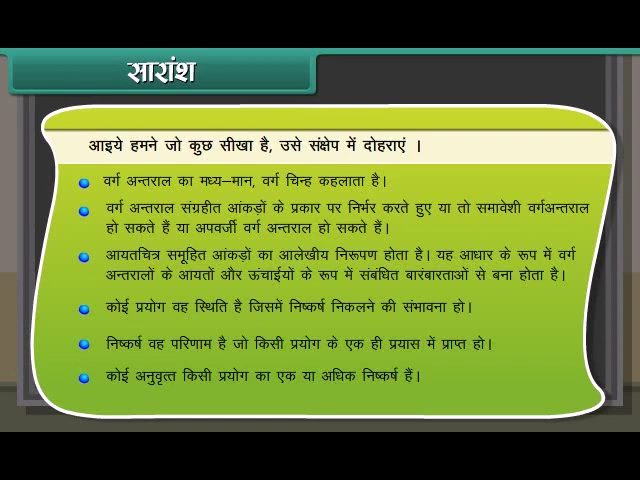 सारांश
आइये हमने जो कुछ सीखा है, उसे संक्षेप में दोहराएं ।
वर्ग अन्तराल का मध्य–मान, वर्ग चिन्ह कहलाता है।
वर्ग अन्तराल संग्रहीत आंकड़ों के प्रकार पर निर्भर करते हुए या तो समावेशी वर्गअन्तराल
हो सकते हैं या अपवर्जी वर्ग अन्तराल हो सकते हैं।
आयतचित्र समूहित आंकड़ों का आलेखीय निरूपण होता है। यह आधार के रूप में वर्ग
अन्तरालों के आयतों और ऊंचाईयों के रूप में संबंधित बारंबारताओं से बना होता है।
कोई प्रयोग वह स्थिति है जिसमें निष्कर्ष निकलने की संभावना हो।
निष्कर्ष वह परिणाम है जो किसी प्रयोग के एक ही प्रयास में प्राप्त हो।
कोई अनुवृत्त किसी प्रयोग का एक या अधिक निष्कर्ष हैं।